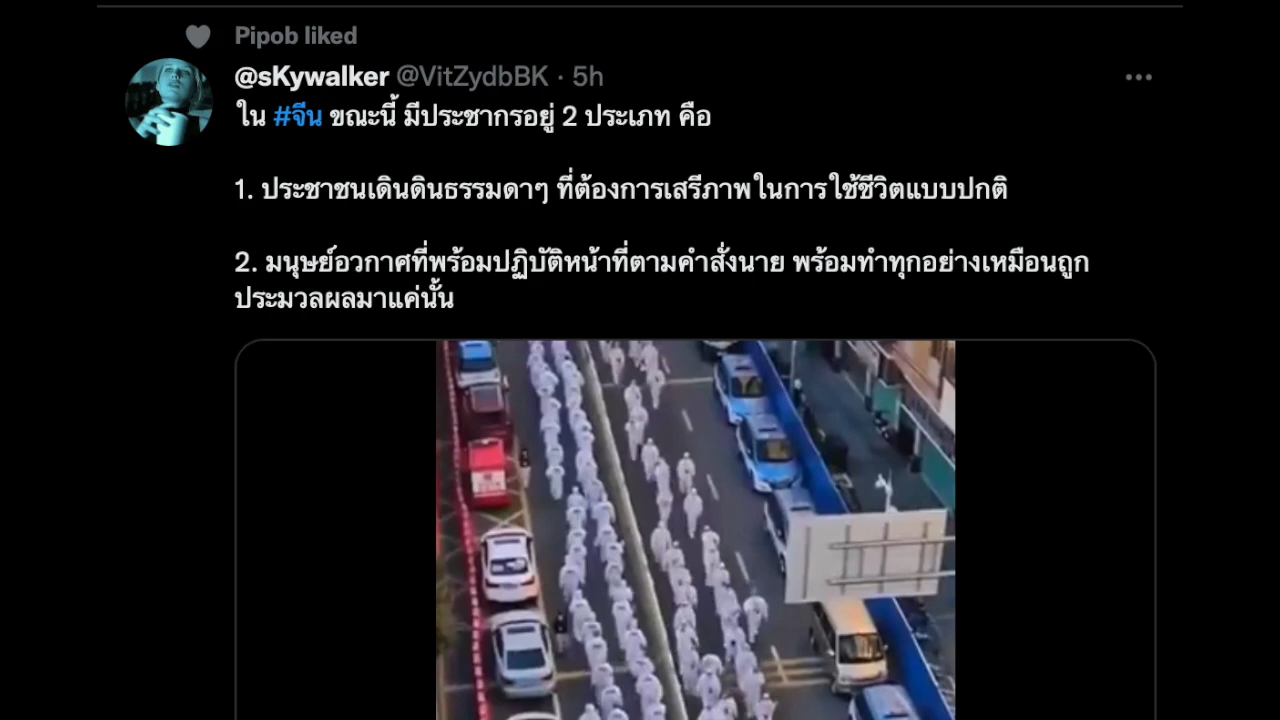 Pipob liked
@sKywalker @VitZydbBK · 5h
ใน #จีน ขณะนี้ มีประชากรอยู่ 2 ประเภท คือ
1. ประชาชนเดินดินธรรมดาๆ ที่ต้องการเสรีภาพในการใช้ชีวิตแบบปกติ
2. มนุษย์อวกาศที่พร้อมปฏิบัติหน้าที่ตามคำสั่งนาย พร้อมทำทุกอย่างเหมือนถูก
ประมวลผลมาแค่นั้น